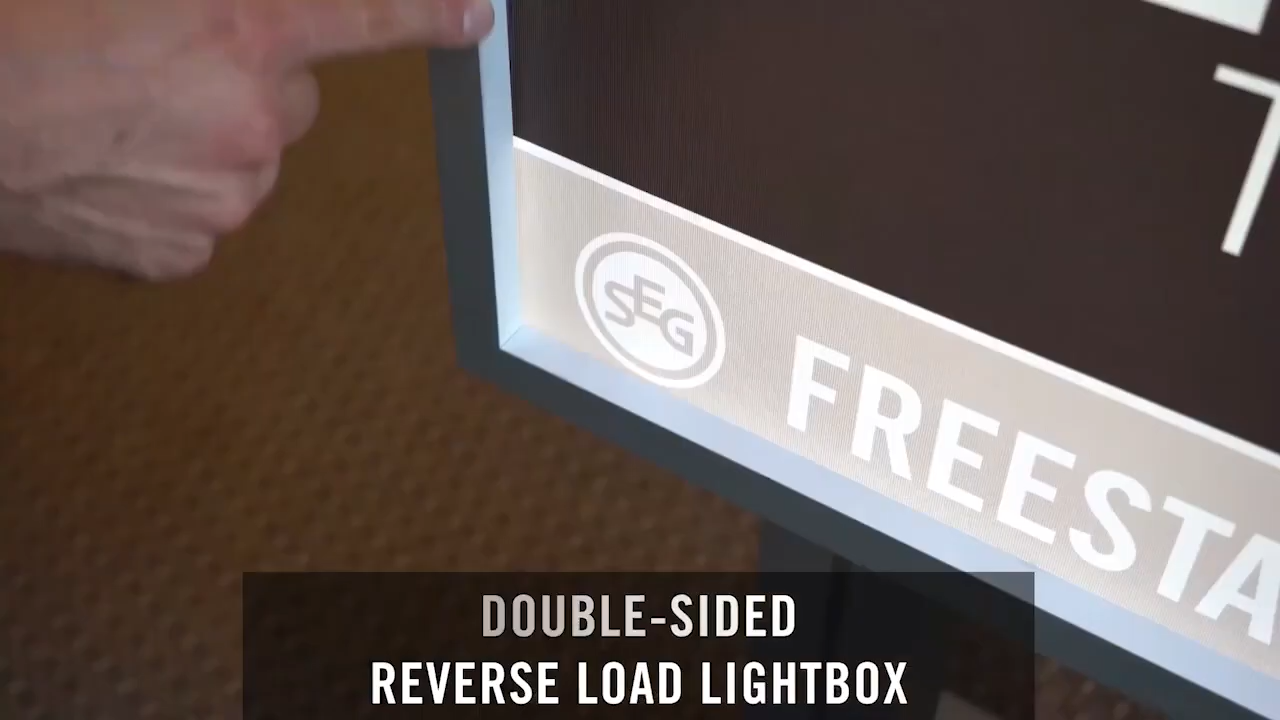 T
SEG
FREESTA
DOUBLE-SIDED
REVERSE LOAD LIGHTBOX